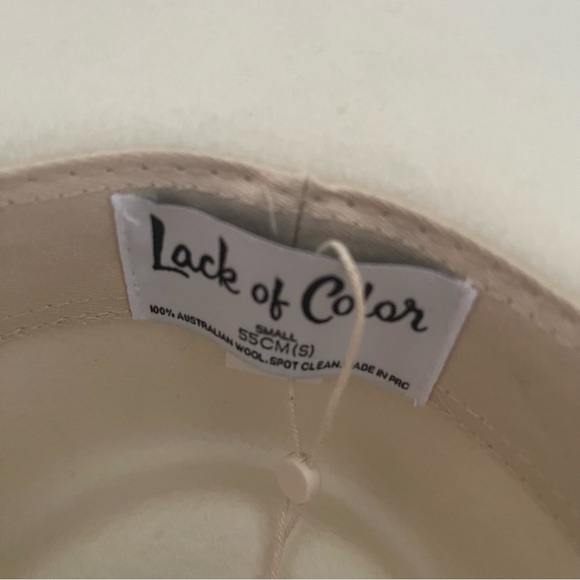 Lack of Color
SMALL
55CM(S)
100% AUSTRALIAN WOOL. SPOT CLEAN. MADE IN PRC